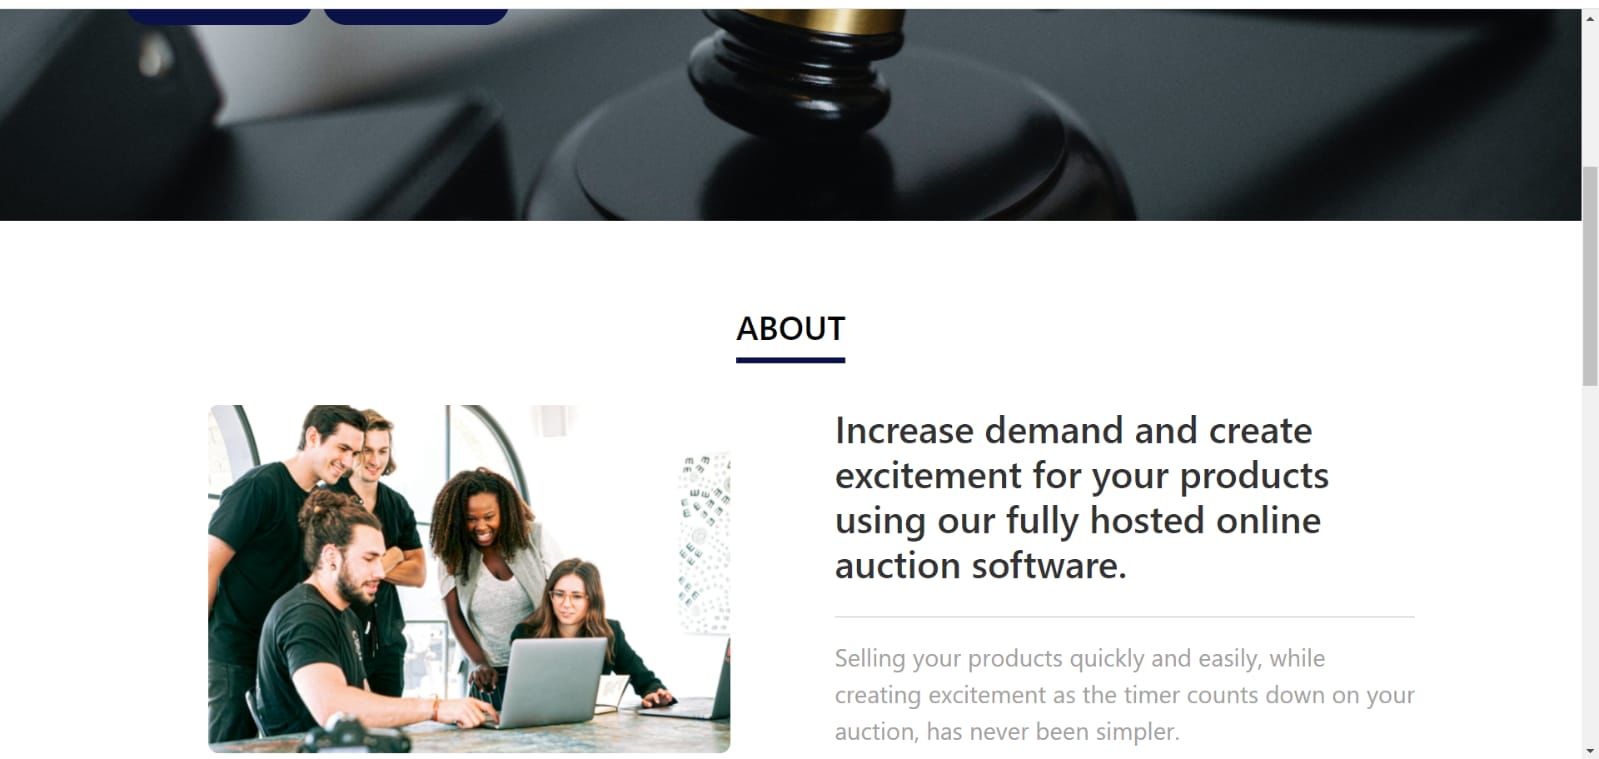 ABOUT
Increase demand and create
excitement for your products
using our fully hosted online
auction software.
Selling your products quickly and easily, while
creating excitement as the timer counts down on your
auction, has never been simpler.